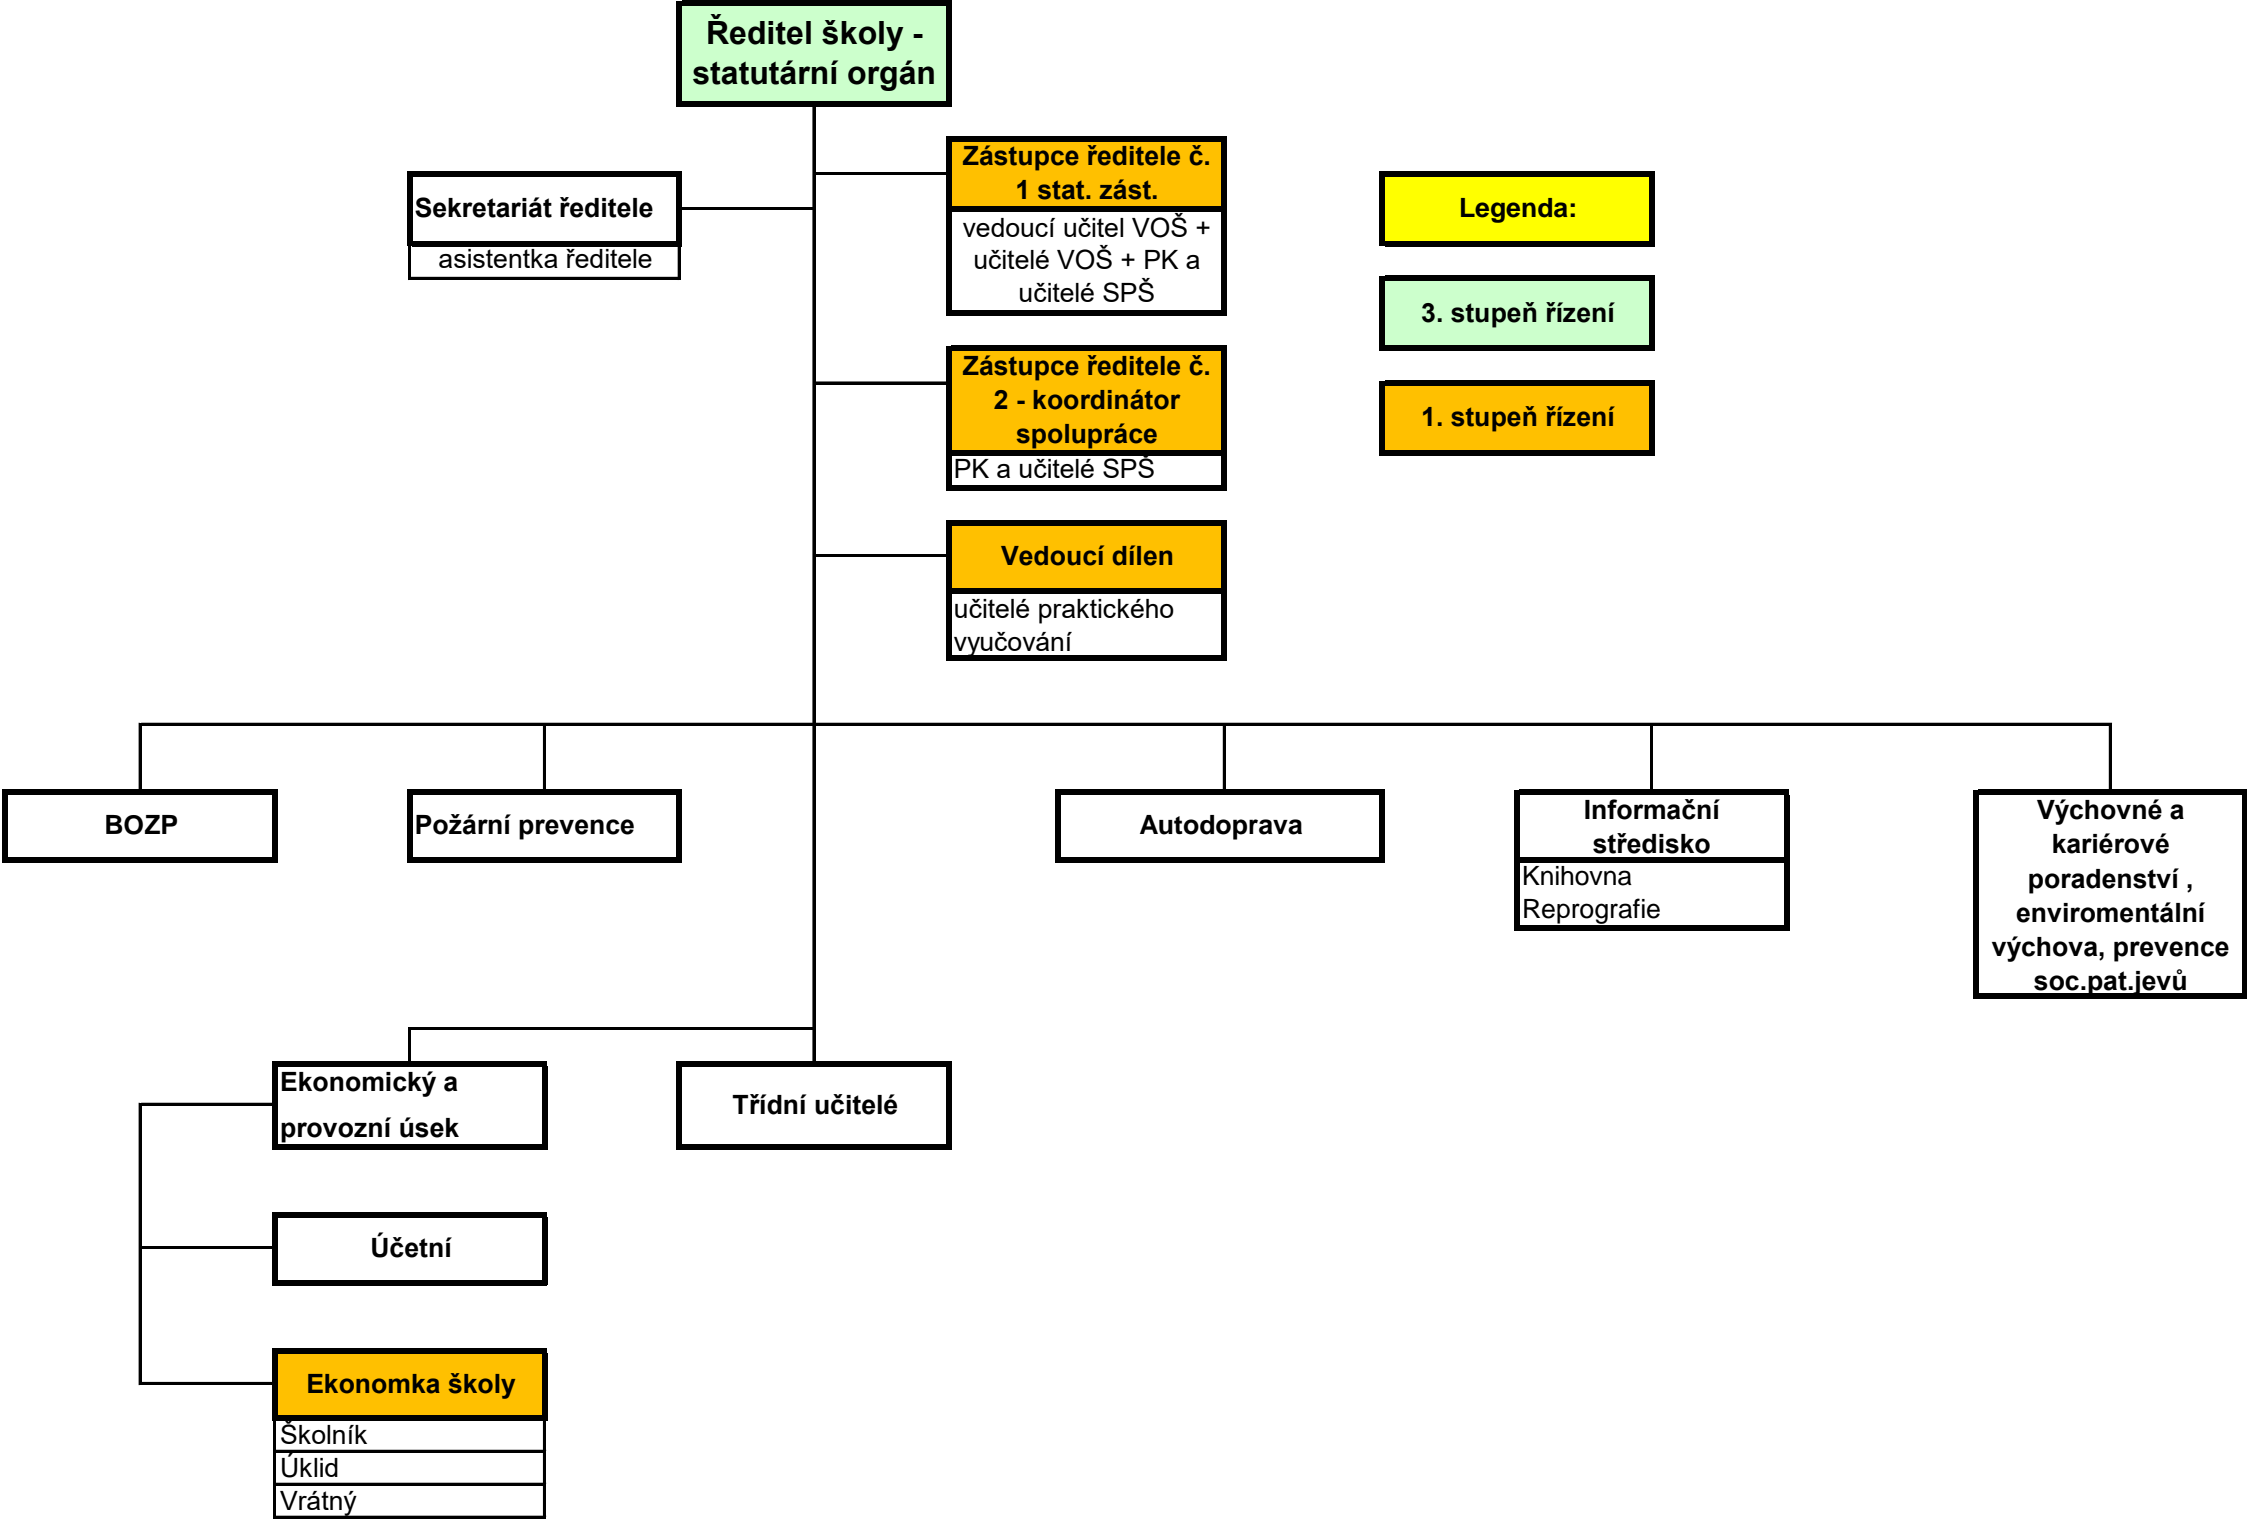 Ředitel školy -
statutární orgán
Zástupce ředitele č.
1 stat. zást.
vedoucí učitel VOŠ +
učitelé VOŠ + PK a
učitelé SPŠ
Sekretariát ředitele
asistentka ředitele
Legenda:
3. stupeň řízení
1. stupeň řízení
Zástupce ředitele č.
2 - koordinátor
spolupráce
PK a učitelé SPŠ
Vedoucí dílen
učitelé praktického
vyučování
BOZP
Požární prevence
Autodoprava
Informační
středisko
Knihovna
Reprografie
Výchovné a
kariérové
poradenství ,
enviromentální
výchova, prevence
soc.pat.jevů
Ekonomický a
provozní úsek
Třídní učitelé
Účetní
Ekonomka školy
Školník
Úklid
Vrátný